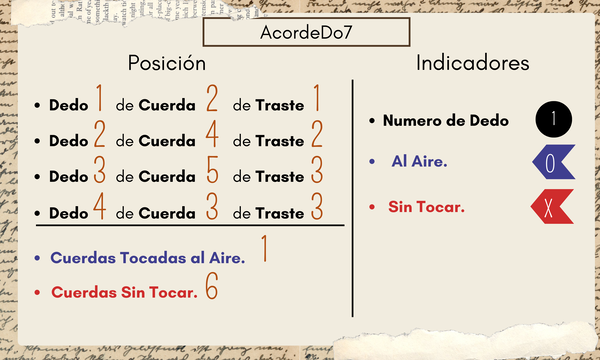 AcordeDo7
Posición
• Dedo 1 de Cuerda 2 de Traste 1
• Dedo 2 de Cuerda 4 de Traste 2
• Dedo 3 de Cuerda 5 de Traste 3
• Dedo 4 de Cuerda 3 de Traste 3
• Cuerdas Tocadas al Aire. 1
• Cuerdas Sin Tocar. 6
Indicadores
• Numero de Dedo 1
• Al Aire. 0
• Sin Tocar. X